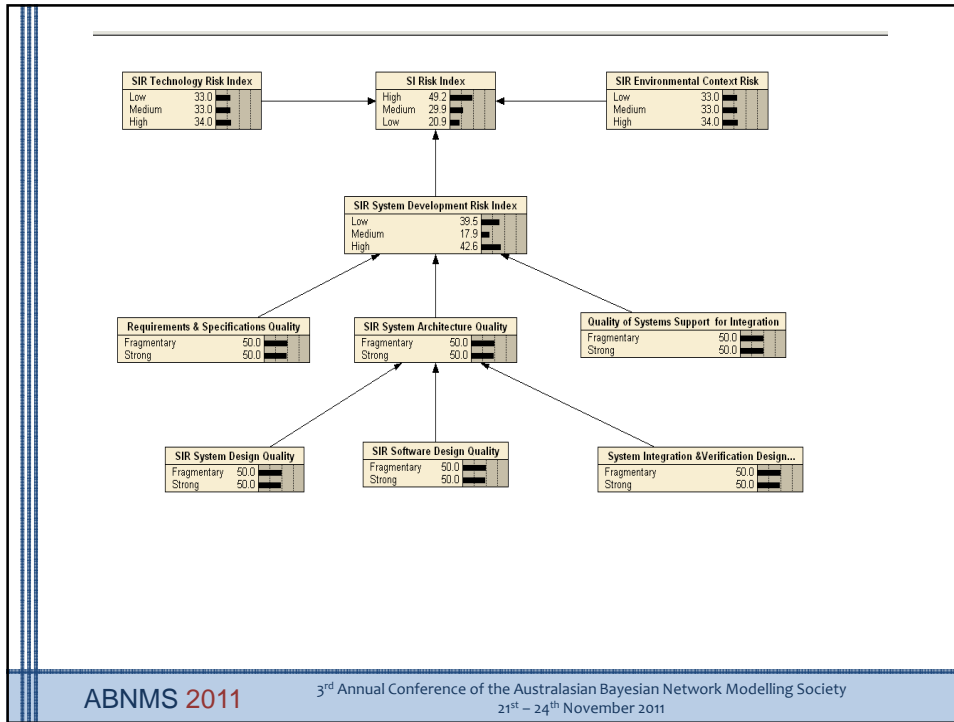 SIR Technology Risk Index
Low 33.0
Medium 33.0
High 34.0
SI Risk Index
High 49.2
Medium 29.9
Low 20.9
SIR Environmental Context Risk
Low 33.0
Medium 33.0
High 34.0
SIR System Development Risk Index
Low 39.5
Medium 17.9
High 42.6
Requirements & Specifications Quality
Fragmentary 50.0
Strong 50.0
SIR System Architecture Quality
Fragmentary 50.0
Strong 50.0
Quality of Systems Support for Integration
Fragmentary 50.0
Strong 50.0
SIR System Design Quality
Fragmentary 50.0
Strong 50.0
SIR Software Design Quality
Fragmentary 50.0
Strong 50.0
System Integration &Verification Design...
Fragmentary 50.0
Strong 50.0
ABNMS 2011
3rd Annual Conference of the Australasian Bayesian Network Modelling Society
21st – 24th November 2011